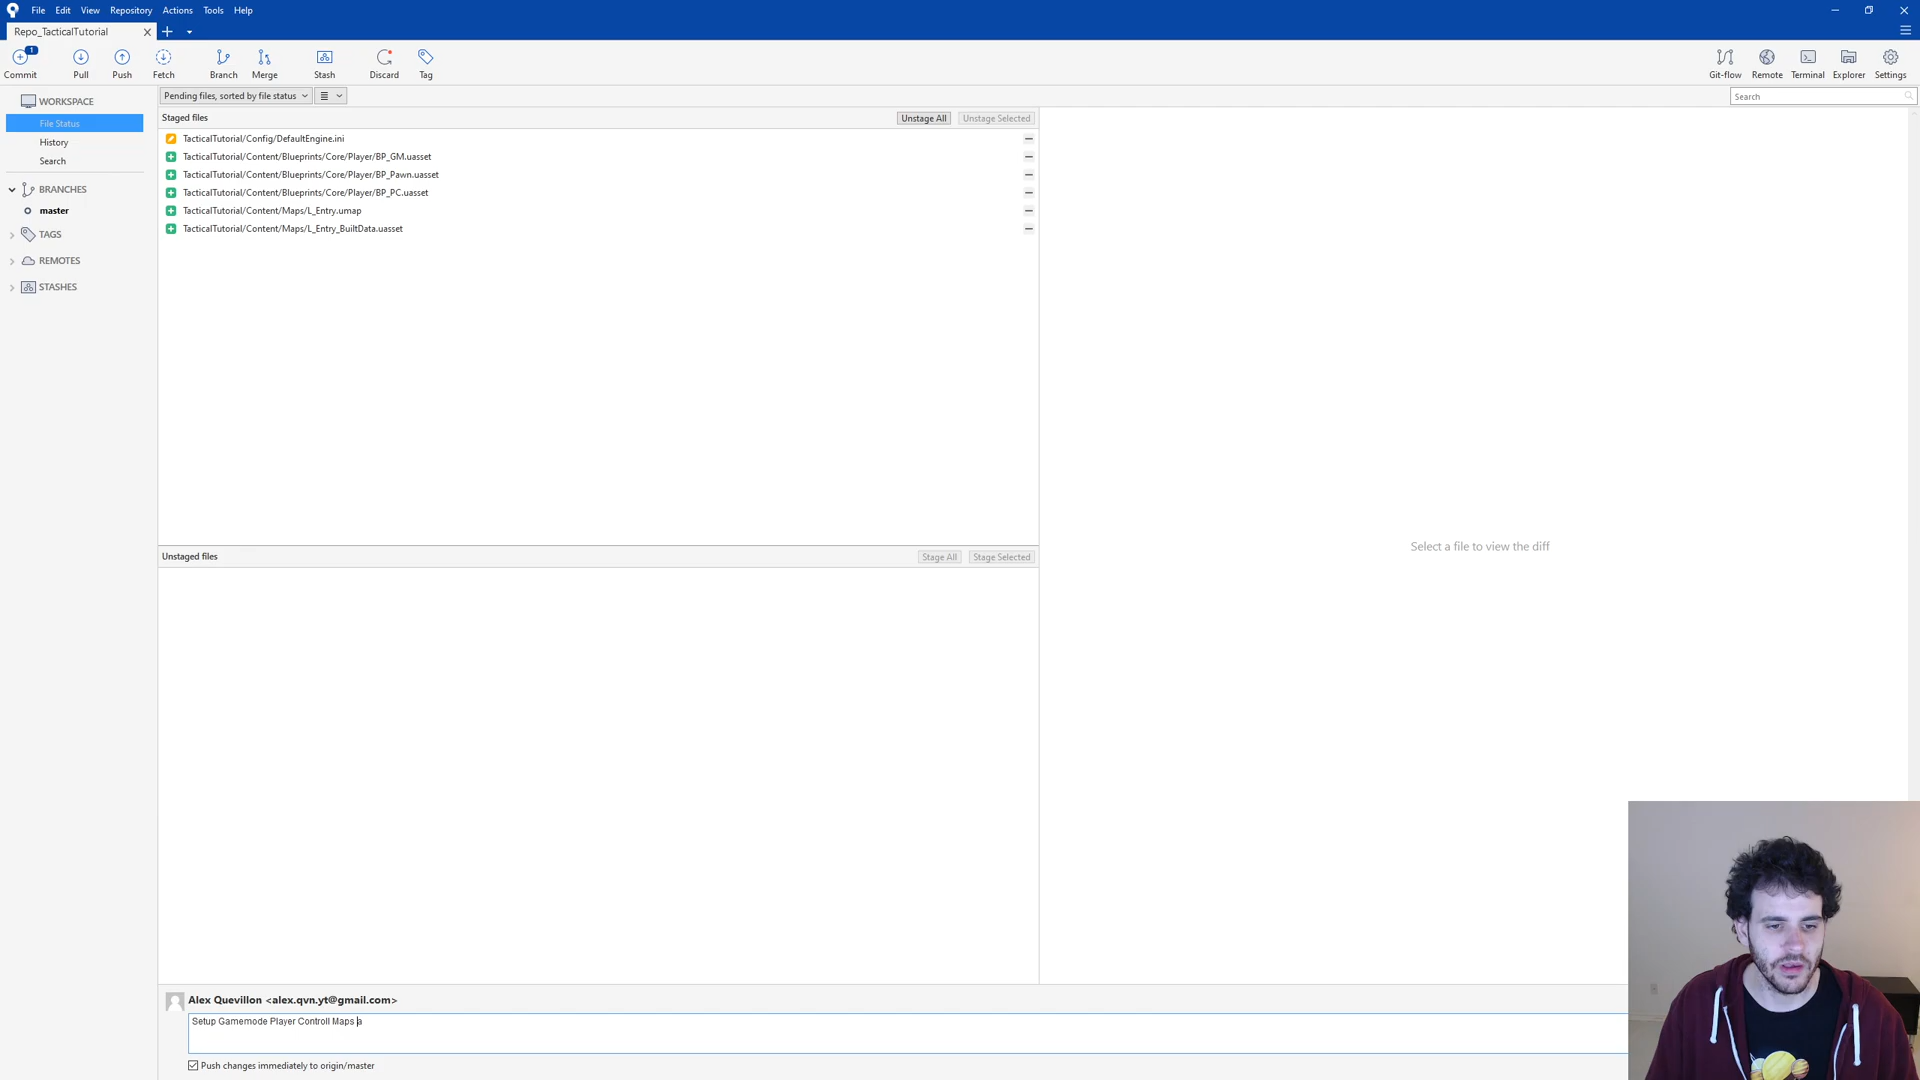 File Edit View Repository Actions Tools Help
Repo_TacticalTutorial
1
Commit Pull Push Fetch Branch Merge Stash Discard Tag Git-flow Remote Terminal Explorer Settings
Pending files, sorted by file status
Search
WORKSPACE
File Status
History
Search
BRANCHES
master
TAGS
REMOTES
STASHES
Staged files
Unstage All Unstage Selected
TacticalTutorial/Config/DefaultEngine.ini
TacticalTutorial/Content/Blueprints/Core/Player/BP_GM.uasset
TacticalTutorial/Content/Blueprints/Core/Player/BP_Pawn.uasset
TacticalTutorial/Content/Blueprints/Core/Player/BP_PC.uasset
TacticalTutorial/Content/Maps/L_Entry.umap
TacticalTutorial/Content/Maps/L_Entry_BuiltData.uasset
Unstaged files
Stage All Stage Selected
Select a file to view the diff
Alex Quevillon <alex.qvn.yt@gmail.com>
Setup Gamemode Player Controll Maps a
Push changes immediately to origin/master